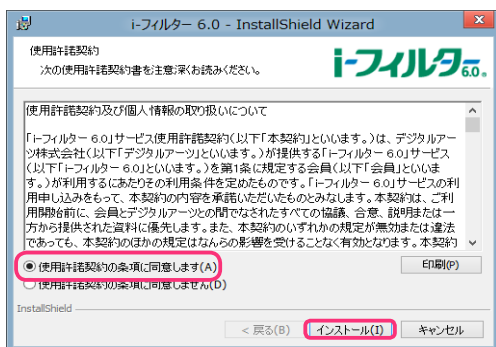 i-フィルター 6.0 - InstallShield Wizard
使用許諾契約
次の使用許諾契約書を注意深くお読みください。
i-フィルター6.0®
使用許諾契約及び個人情報の取り扱いについて
「i-フィルター 6.0」サービス使用許諾契約(以下「本契約」といいます。)は、デジタルアー
ツ株式会社(以下「デジタルアーツ」といいます。)が提供する「i-フィルター 6.0」サービス
(以下「i-フィルター 6.0」といいます。)を第1条に規定する会員(以下「会員」といいま
す。)が利用するにあたりその利用条件を定めたものです。「i-フィルター 6.0」サービスの利
用申し込みをもって、本契約の内容を承諾いただいたものとみなします。本契約は、ご利
用開始前に、会員とデジタルアーツとの間でなされたすべての協議、合意、説明または一
方から提供された資料に優先します。また、本契約のいずれかの規定が無効または違法
であっても、本契約のほかの規定はなんらの影響を受けることなく有効となります。本契約
使用許諾契約の条項に同意します(A)
印刷(P)
使用許諾契約の条項に同意しません(D)
InstallShield
< 戻る(B)
インストール(I)
キャンセル